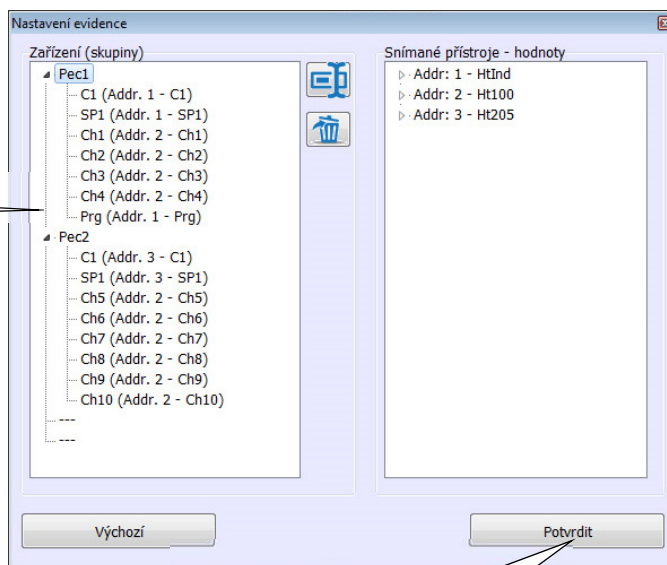 Nastavení evidence
Zařízení (skupiny)
Pec1
C1 (Addr. 1 - C1)
SP1 (Addr. 1 - SP1)
Ch1 (Addr. 2 - Ch1)
Ch2 (Addr. 2 - Ch2)
Ch3 (Addr. 2 - Ch3)
Ch4 (Addr. 2 - Ch4)
Prg (Addr. 1 - Prg)
Pec2
C1 (Addr. 3 - C1)
SP1 (Addr. 3 - SP1)
Ch5 (Addr. 2 - Ch5)
Ch6 (Addr. 2 - Ch6)
Ch7 (Addr. 2 - Ch7)
Ch8 (Addr. 2 - Ch8)
Ch9 (Addr. 2 - Ch9)
Ch10 (Addr. 2 - Ch10)
---
---
Snímané přístroje - hodnoty
Addr: 1 - HtInd
Addr: 2 - Ht100
Addr: 3 - Ht205
Výchozí
Potvrdit